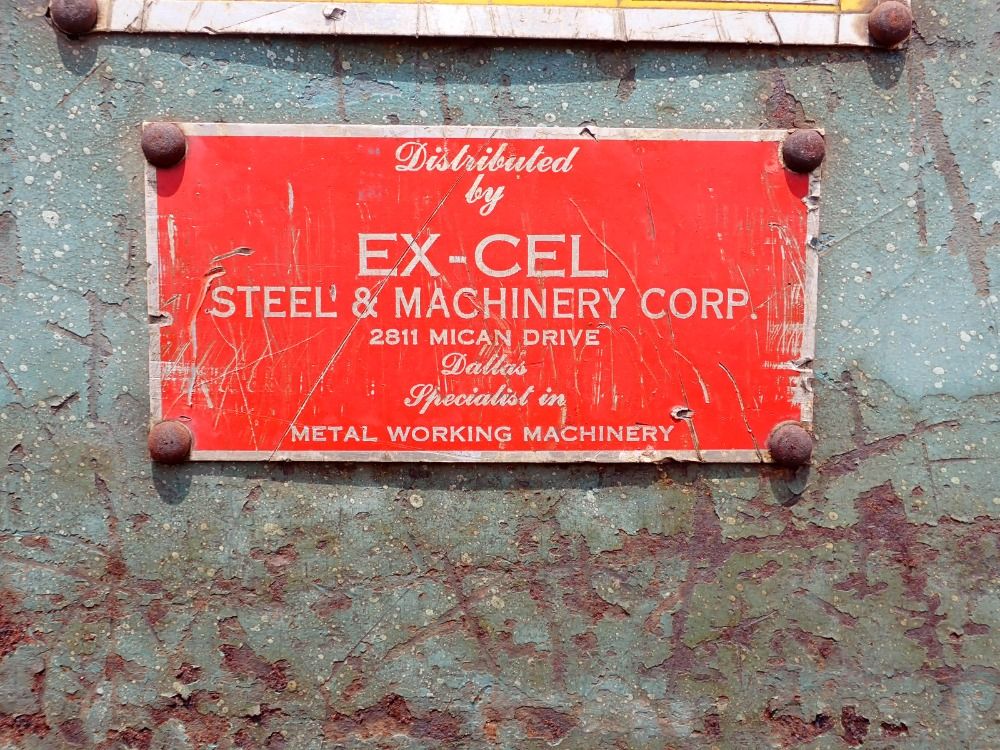 Distributed
by
EX-CEL
STEEL & MACHINERY CORP.
2811 MICAN DRIVE
Dallas
Specialist in
METAL WORKING MACHINERY